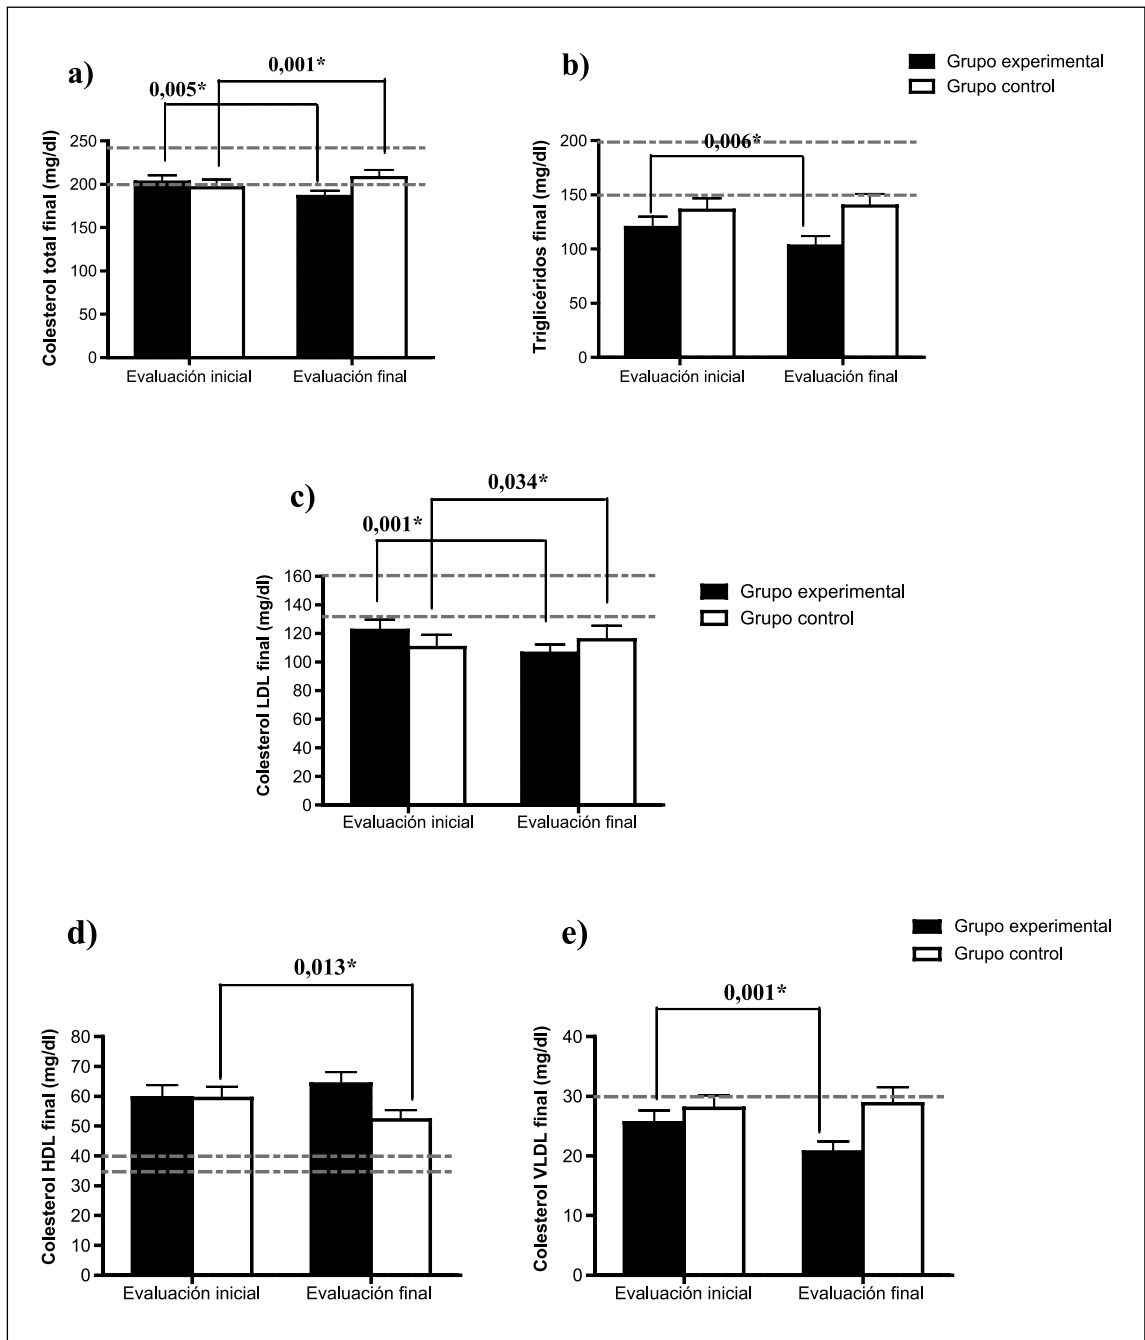 a)
0,001*
0,005*
Colesterol total final (mg/dl)
250
200
150
100
50
0
Evaluación inicial
Evaluación final
b)
Grupo experimental
Grupo control
0,006*
Triglicéridos final (mg/dl)
200
150
100
50
0
Evaluación inicial
Evaluación final
c)
0,034*
0,001*
Colesterol LDL final (mg/dl)
160
140
120
100
80
60
40
20
0
Evaluación inicial
Evaluación final
Grupo experimental
Grupo control
d)
0,013*
Colesterol HDL final (mg/dl)
80
70
60
50
40
30
20
10
0
Evaluación inicial
Evaluación final
e)
Grupo experimental
Grupo control
0,001*
Colesterol VLDL final (mg/dl)
40
30
20
10
0
Evaluación inicial
Evaluación final